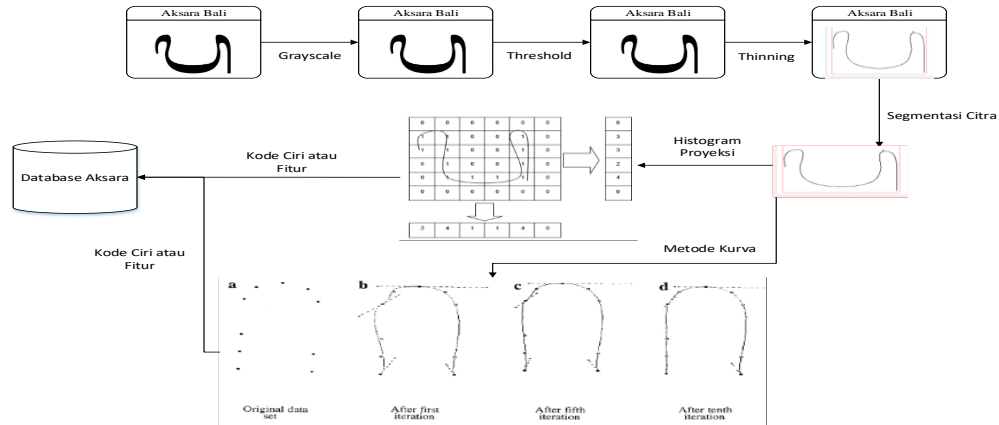 Aksara Bali
Aksara Bali
Aksara Bali
Aksara Bali
Grayscale
Threshold
Thinning
Segmentasi Citra
Histogram
Proyeksi
Kode Ciri atau
Fitur
Database Aksara
0 0 0 0 0 0
1 1 0 0 1 0
1 1 0 0 1 0
0 1 0 0 1 0
0 1 1 1 1 0
0 0 0 0 0 0
0
3
3
2
4
0
2 4 1 1 4 0
Metode Kurva
Kode Ciri atau
Fitur
a
b
c
d
Original data
set
After first
iteration
After fifth
iteration
After tenth
iteration